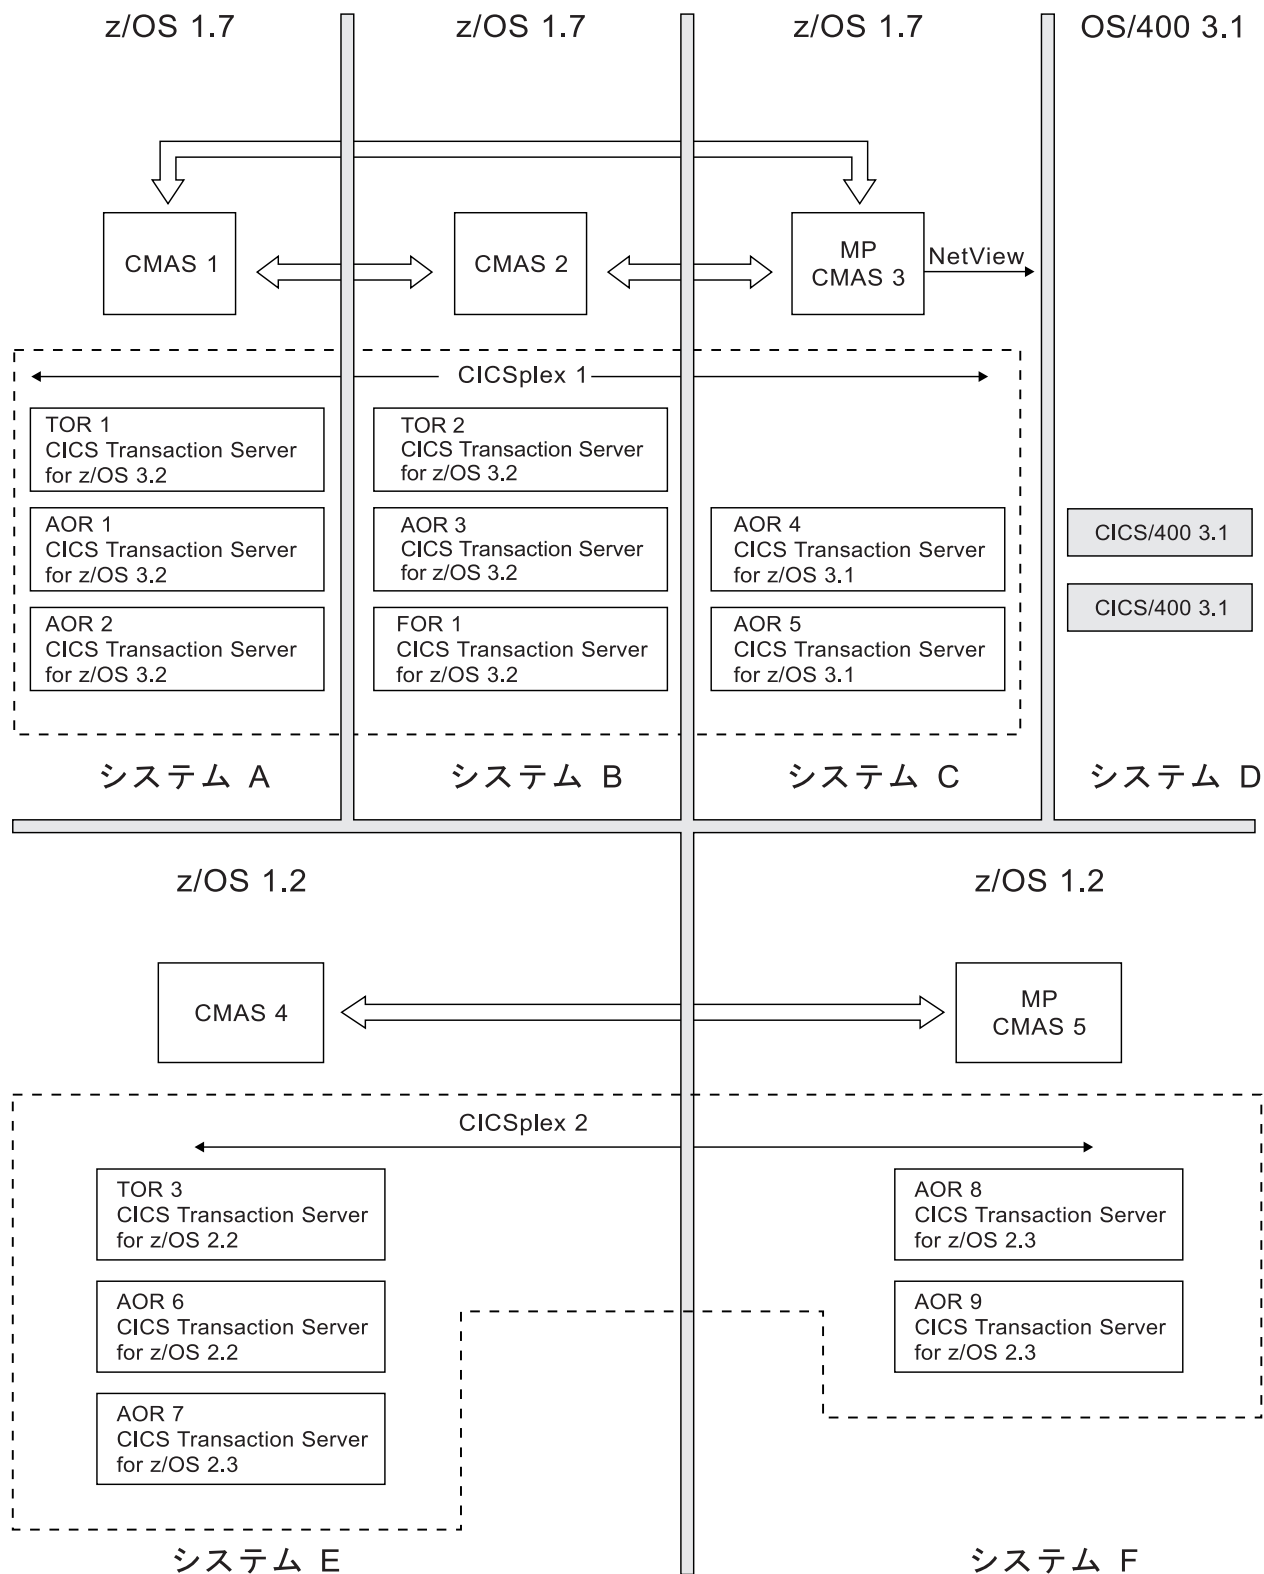 z/OS 1.7
z/OS 1.7
z/OS 1.7
OS/400 3.1
CMAS 1
CMAS 2
MP
CMAS 3
NetView
CICSplex 1
TOR 1
CICS Transaction Server
for z/OS 3.2
TOR 2
CICS Transaction Server
for z/OS 3.2
AOR 1
CICS Transaction Server
for z/OS 3.2
AOR 3
CICS Transaction Server
for z/OS 3.2
AOR 4
CICS Transaction Server
for z/OS 3.1
CICS/400 3.1
CICS/400 3.1
AOR 2
CICS Transaction Server
for z/OS 3.2
FOR 1
CICS Transaction Server
for z/OS 3.2
AOR 5
CICS Transaction Server
for z/OS 3.1
システム A
システム B
システム C
システム D
z/OS 1.2
z/OS 1.2
CMAS 4
MP
CMAS 5
CICSplex 2
TOR 3
CICS Transaction Server
for z/OS 2.2
AOR 8
CICS Transaction Server
for z/OS 2.3
AOR 6
CICS Transaction Server
for z/OS 2.2
AOR 9
CICS Transaction Server
for z/OS 2.3
AOR 7
CICS Transaction Server
for z/OS 2.3
システム E
システム F